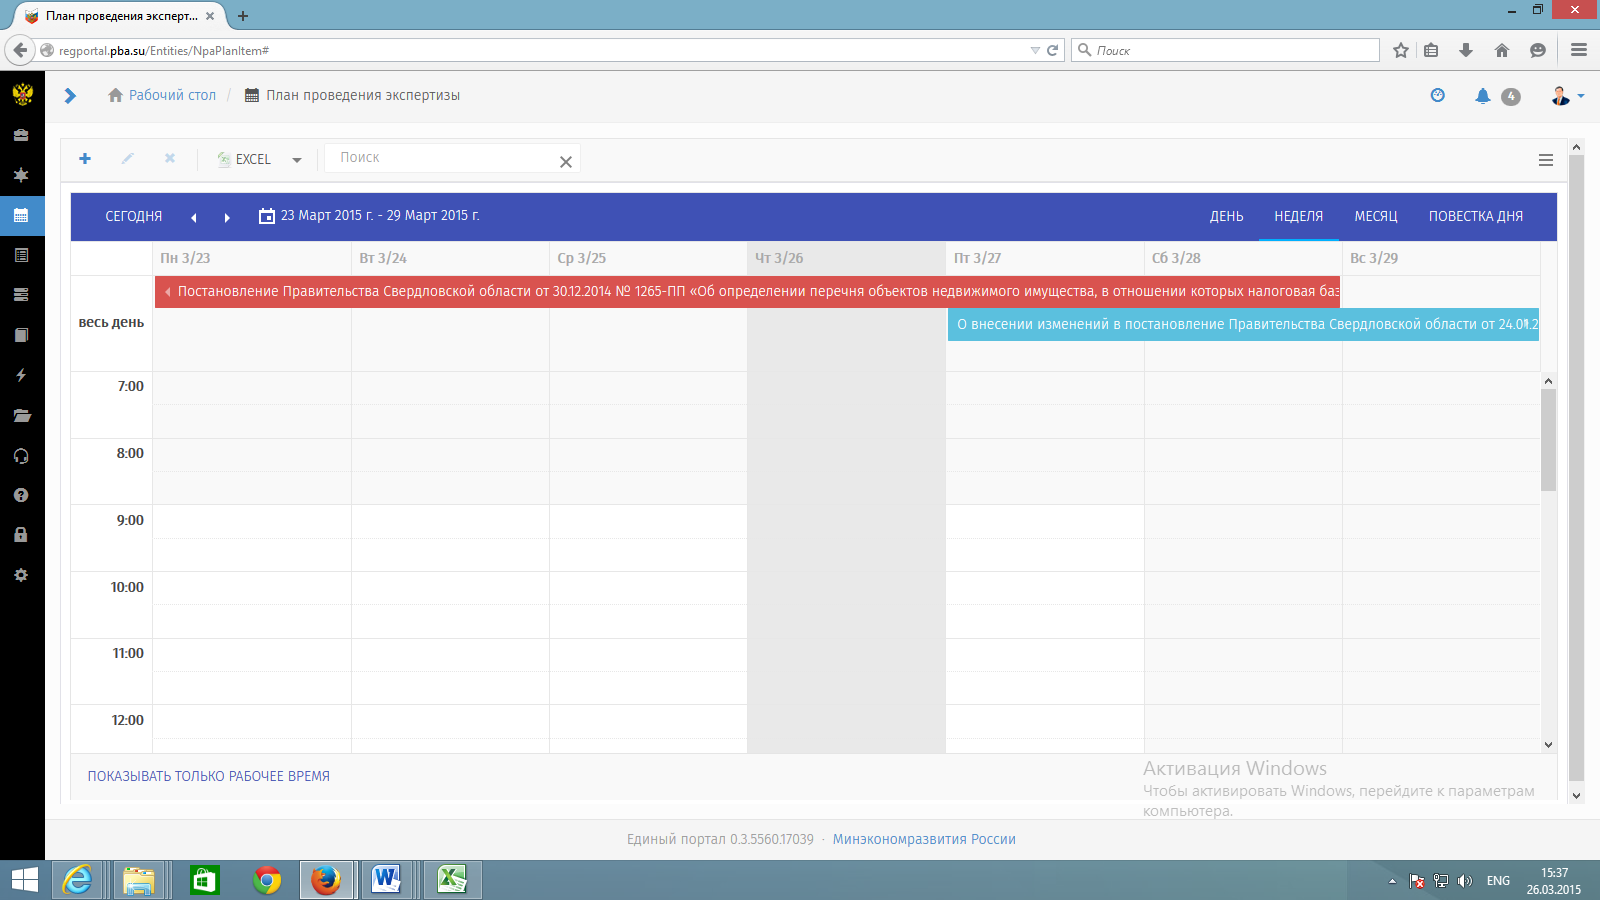 План проведения эксперт...
regportal.pba.su/Entities/NpaPlanItem#
Поиск
Рабочий стол / План проведения экспертизы
4
EXCEL
Поиск
СЕГОДНЯ
23 Март 2015 г. - 29 Март 2015 г.
ДЕНЬ НЕДЕЛЯ МЕСЯЦ ПОВЕСТКА ДНЯ
Пн 3/23 Вт 3/24 Ср 3/25 Чт 3/26 Пт 3/27 Сб 3/28 Вс 3/29
Постановление Правительства Свердловской области от 30.12.2014 № 1265-ПП «Об определении перечня объектов недвижимого имущества, в отношении которых налоговая баз
весь день
О внесении изменений в постановление Правительства Свердловской области от
7:00
8:00
9:00
10:00
11:00
12:00
ПОКАЗЫВАТЬ ТОЛЬКО РАБОЧЕЕ ВРЕМЯ
Активация Windows
Чтобы активировать Windows, перейдите к параметрам
компьютера.
Единый портал 0.3.5560.17039 · Минэкономразвития России
ENG
15:37
26.03.2015